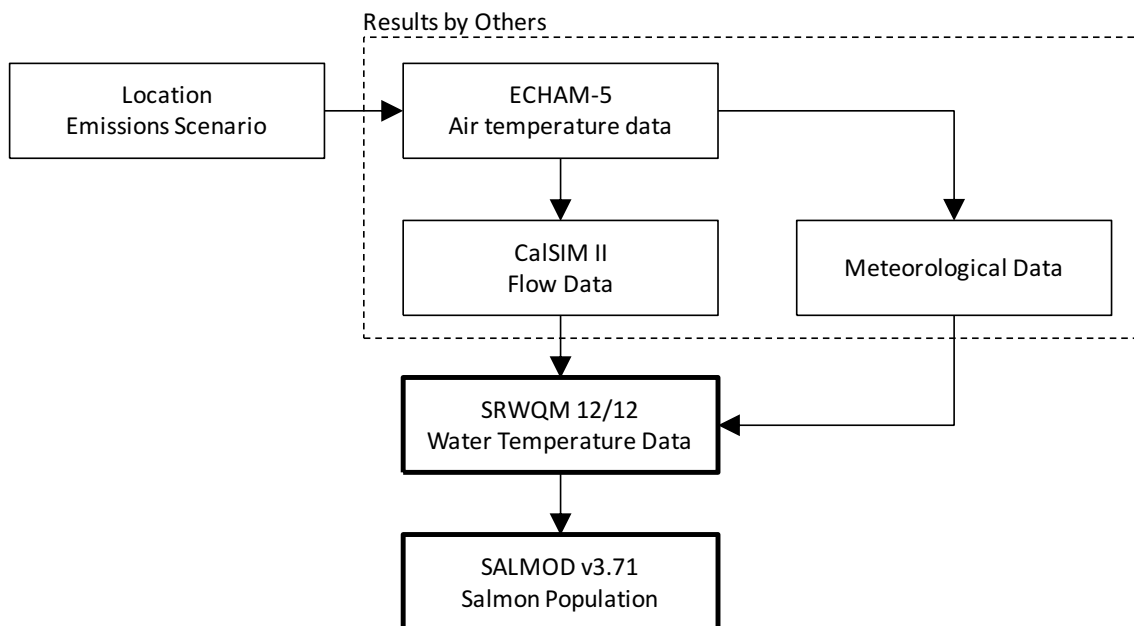 Results by Others
Location
Emissions Scenario
ECHAM-5
Air temperature data
CalSIM II
Flow Data
Meteorological Data
SRWQM 12/12
Water Temperature Data
SALMOD v3.71
Salmon Population